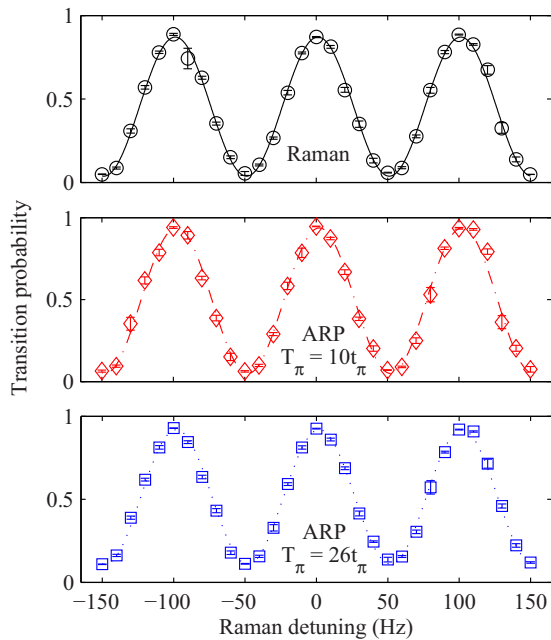 1
0.5
0
Raman
1
0.5
0
ARP
T_π = 10t_π
1
0.5
0
ARP
T_π = 26t_π
−150 −100 −50 0 50 100 150
Raman detuning (Hz)
Transition probability